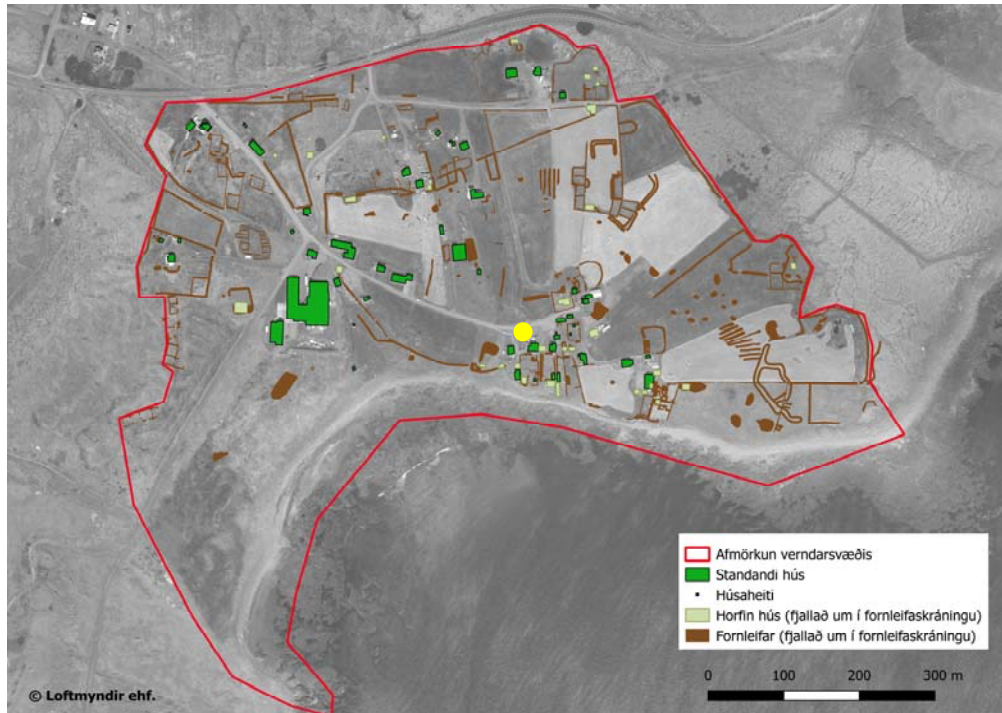 Afmörkun verndarsvæðis
Standandi hús
Húsaheiti
Horfin hús (fjallað um í fornleifaskráningu)
Fornleifar (fjallað um í fornleifaskráningu)
0 100 200 300 m
© Loftmyndir ehf.